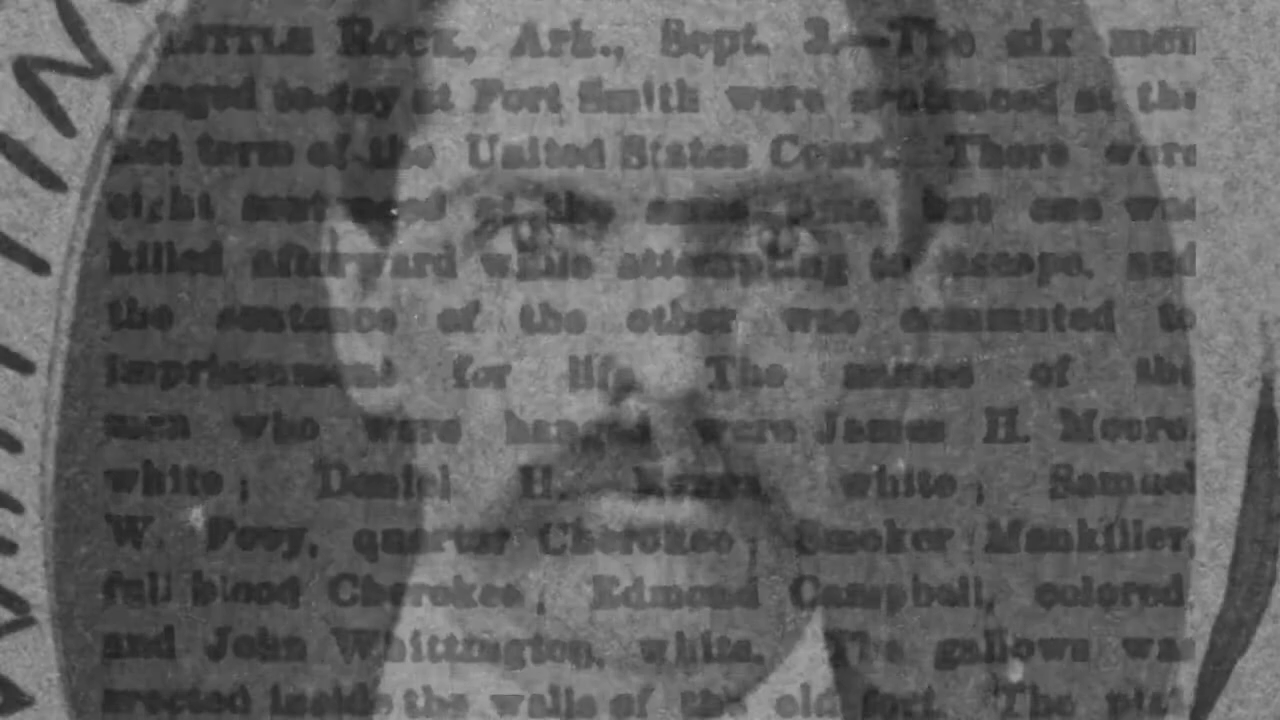 LITTLE ROCK, Ark., Sept. 3.—The six men
hanged to-day at Fort Smith were sentenced at the
last term of the United States Court. There were
eight sentenced at the same time, but one was
killed afterward while attempting to escape, and
the sentence of the other was commuted to
imprisonment for life. The names of the
men who were hanged were James H. Moore,
white; Daniel H. white; Samuel
W. Fooy, quarter Cherokee; Smoker Mankiller,
full blood Cherokee; Edmond Campbell, colored,
and John Whittington, white. The gallows was
erected inside the walls of the old fort. The